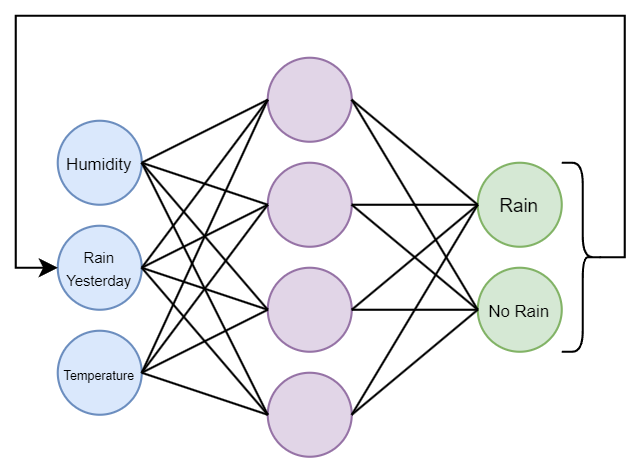 Humidity
Rain
Yesterday
Temperature
Rain
No Rain